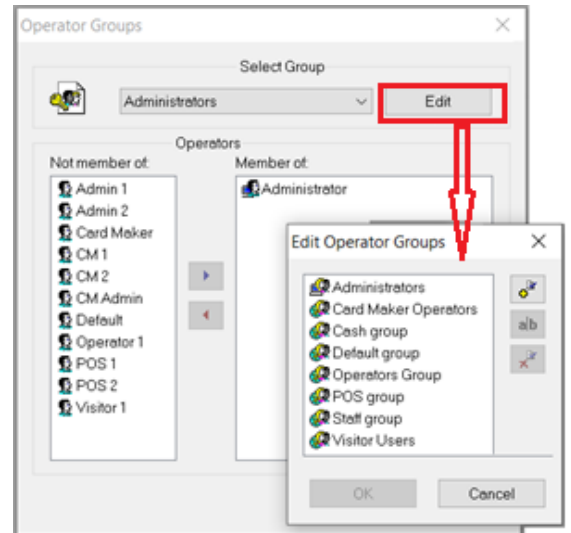 Operator Groups
Select Group
Administrators
Edit
Operators
Not member of:
Member of:
Admin 1
Admin 2
Card Maker
CM 1
CM 2
CM Admin
Default
Operator 1
POS 1
POS 2
Visitor 1
Administrator
Edit Operator Groups
Administrators
Card Maker Operators
Cash group
Default group
Operators Group
POS group
Staff group
Visitor Users
a|b
OK
Cancel